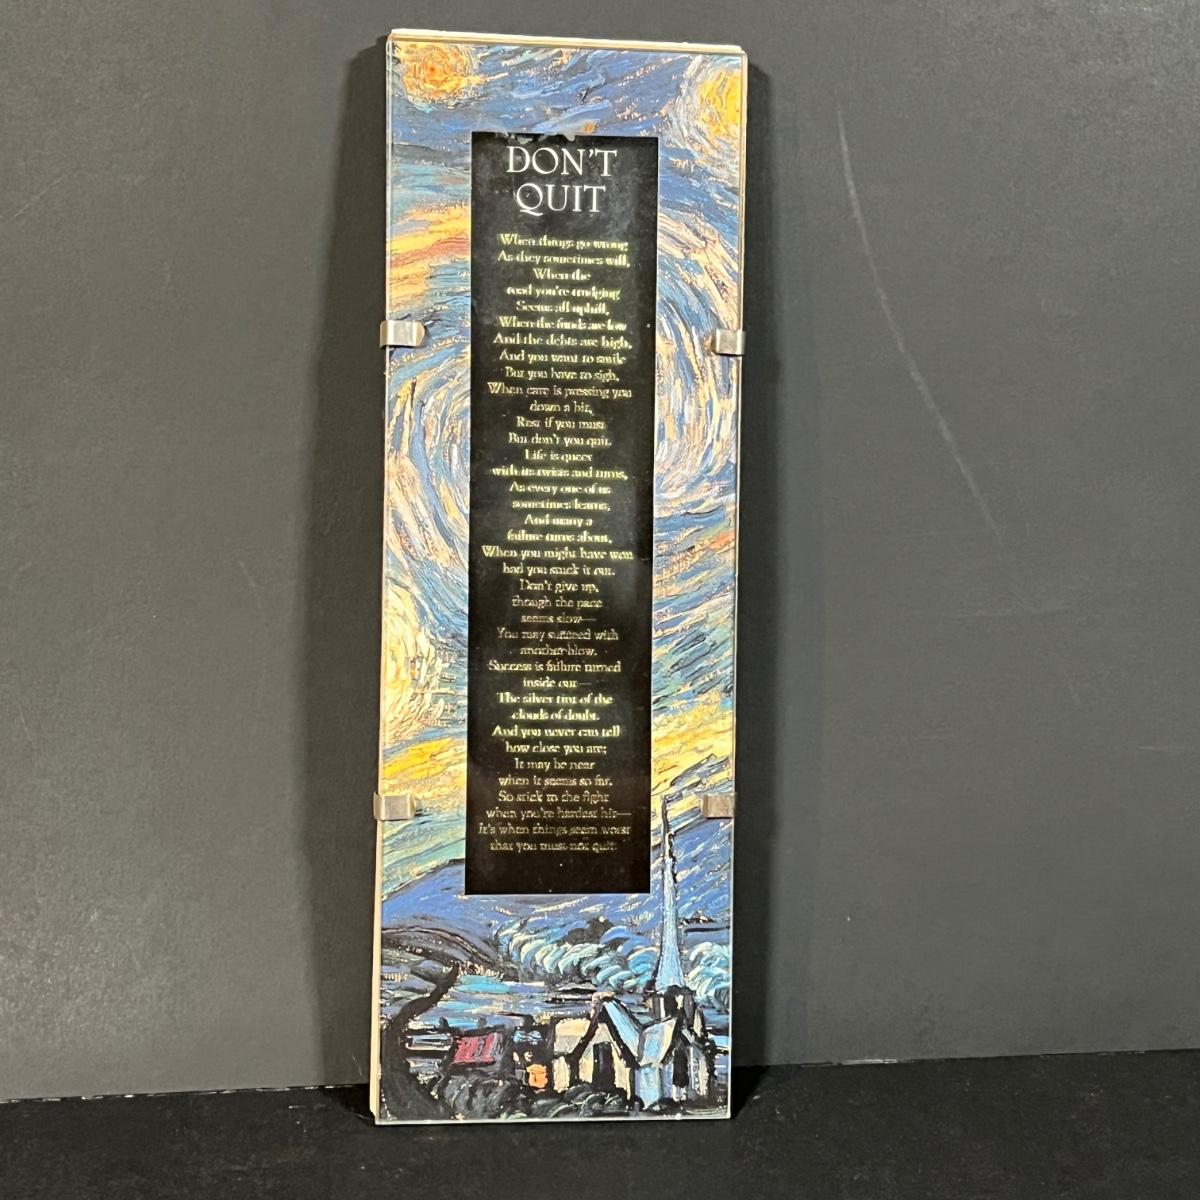 DON'T
QUIT
When things go wrong
As they sometimes will,
When the
road you're trudging
Seems all uphill,
When the funds are low
And the debts are high,
And you want to smile
But you have to sigh,
When care is pressing you
down a bit,
Rest if you must
But don't you quit.
Life is queer
with its twists and turns,
As every one of us
sometimes learns,
And many a
failure turns about,
When you might have won
had you stuck it out.
Don't give up,
though the pace
seems slow—
You may succeed with
another blow.
Success is failure turned
inside out—
The silver tint of the
clouds of doubt.
And you never can tell
how close you are;
It may be near
when it seems so far.
So stick to the fight
when you're hardest hit—
It's when things seem worst
that you must not quit!